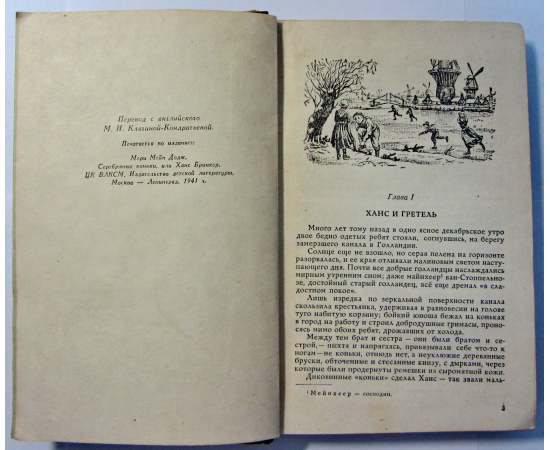 Перевод с английского
М. И. Клягиной-Кондратьевой.
Печатается по изданию:
Мери Мейп Додж,
Серебряные коньки, или Ханс Бринкер,
ЦК ВЛКСМ, Издательство детской литературы,
Москва — Ленинград, 1941 г.
Глава I
ХАНС И ГРЕТЕЛЬ
Много лет тому назад в одно ясное декабрьское утро
двое бедно одетых ребят стояли, согнувшись, на берегу
замерзшего канала в Голландии.
Солнце еще не взошло, но серая пелена на горизонте
разорвалась, и ее края отливали малиновым светом насту-
пающего дня. Почти все добрые голландцы наслаждались
мирным утренним сном; даже майнхеер¹ ван-Стоппельно-
зе, достойный старый голландец, всё еще дремал «в сла-
достном покое».
Лишь изредка по зеркальной поверхности канала
скользила крестьянка, удерживая в равновесии на голове
туго набитую корзину; бойкий юноша бежал на коньках
в город на работу и строил добродушные гримасы, проно-
сясь мимо обоих ребят, дрожавших от холода.
Между тем брат и сестра — они были братом и се-
строй, — пыхтя и напрягаясь, привязывали себе что-то к
ногам — не коньки, отнюдь нет, а неуклюжие деревянные
бруски, обточенные и стесанные книзу, с дырками, через
которые были продернуты ремешки из сыромятной кожи.
Диковинные «коньки» сделал Ханс — так звали маль-
¹ Мейнхеер — господин.
3